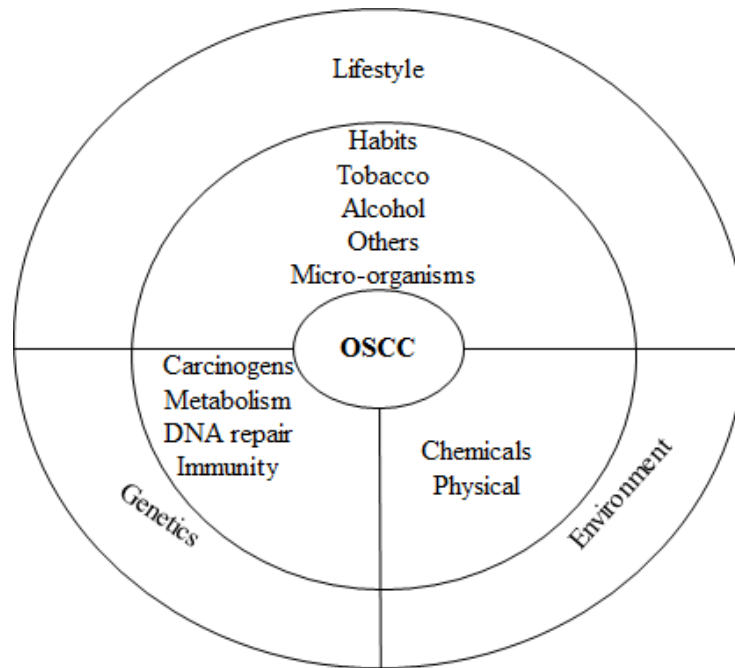 Lifestyle
Habits
Tobacco
Alcohol
Others
Micro-organisms
OSCC
Carcinogens
Metabolism
DNA repair
Immunity
Chemicals
Physical
Genetics
Environment